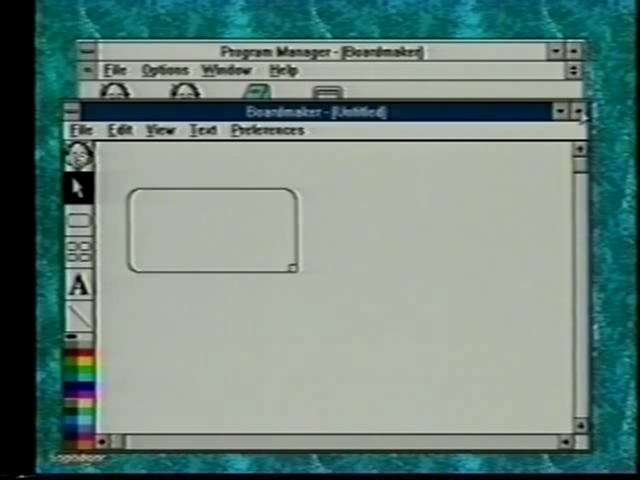 Program Manager - [Boardmaker]
File Options Window Help
Boardmaker - [Untitled]
File Edit View Text Preferences
A